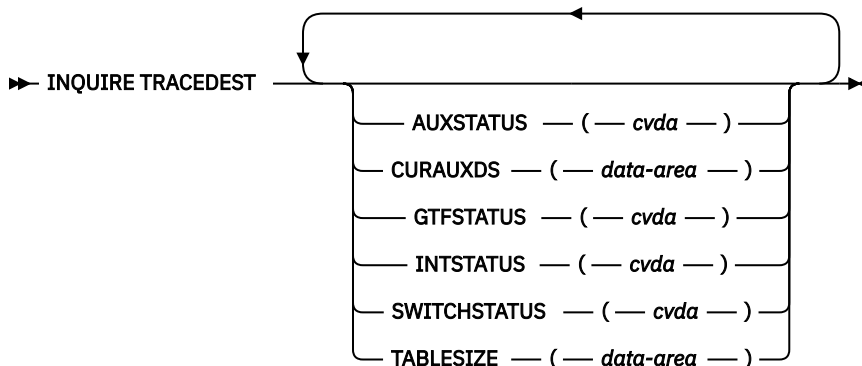 INQUIRE TRACEDEST
AUXSTATUS ( cvda )
CURAUXDS ( data-area )
GTFSTATUS ( cvda )
INTSTATUS ( cvda )
SWITCHSTATUS ( cvda )
TABLESIZE ( data-area )